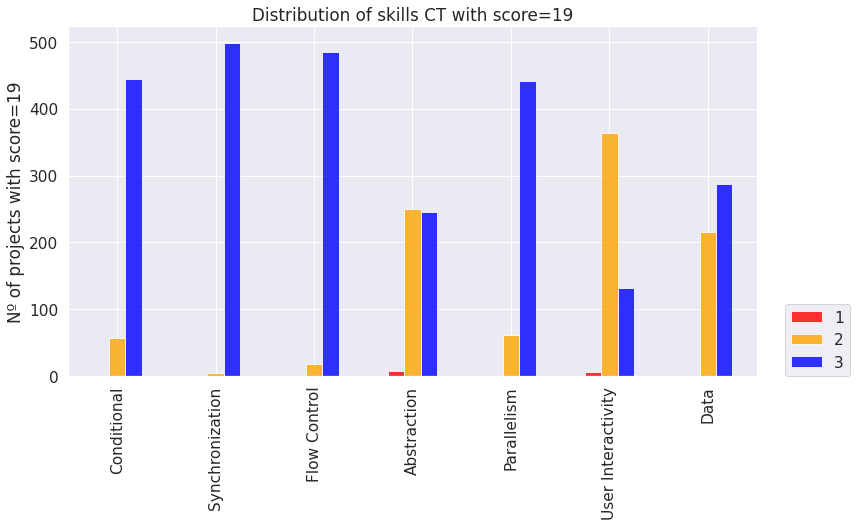 Distribution of skills CT with score=19
Nº of projects with score=19
500
400
300
200
100
0
Conditional
Synchronization
Flow Control
Abstraction
Parallelism
User Interactivity
Data
1
2
3